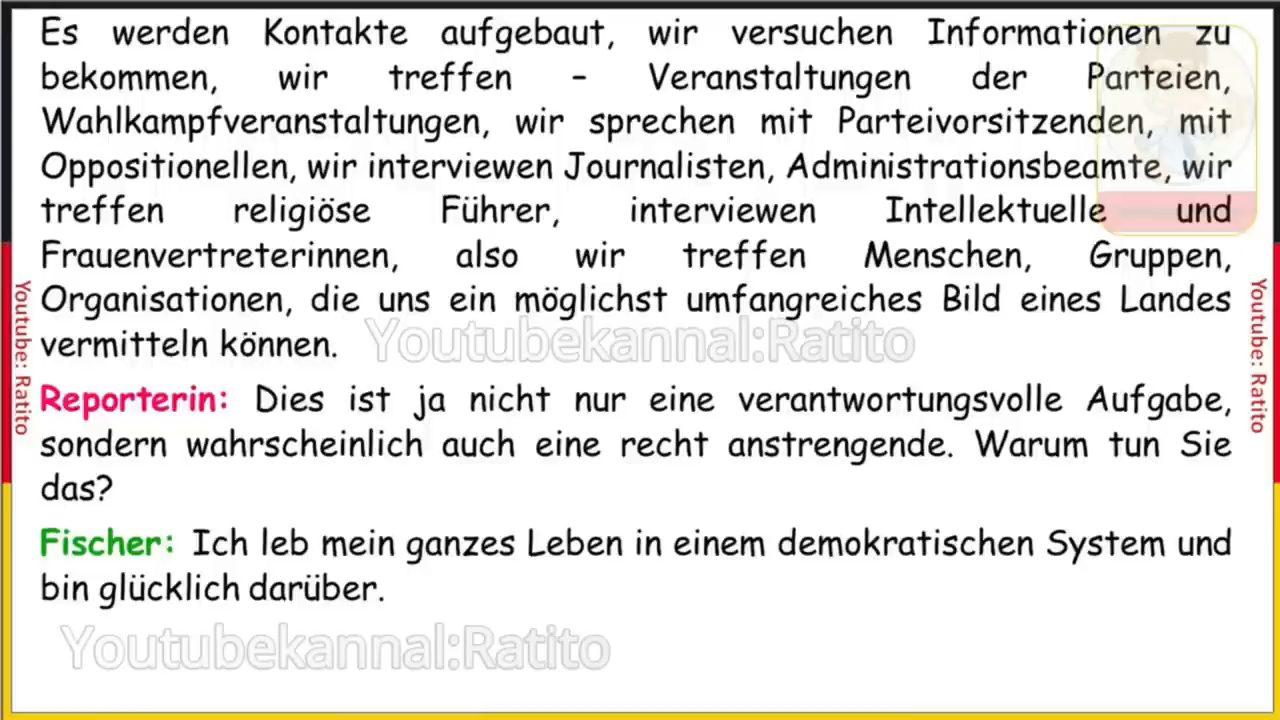 Es werden Kontakte aufgebaut, wir versuchen Informationen zu
bekommen, wir treffen – Veranstaltungen der Parteien,
Wahlkampfveranstaltungen, wir sprechen mit Parteivorsitzenden, mit
Oppositionellen, wir interviewen Journalisten, Administrationsbeamte, wir
treffen religiöse Führer, interviewen Intellektuelle und
Frauenvertreterinnen, also wir treffen Menschen, Gruppen,
Organisationen, die uns ein möglichst umfangreiches Bild eines Landes
vermitteln können.
Youtubekannal:Ratito
Reporterin: Dies ist ja nicht nur eine verantwortungsvolle Aufgabe,
sondern wahrscheinlich auch eine recht anstrengende. Warum tun Sie
das?
Fischer: Ich leb mein ganzes Leben in einem demokratischen System und
bin glücklich darüber.
Youtubekannal:Ratito
Youtube: Ratito
Youtube: Ratito